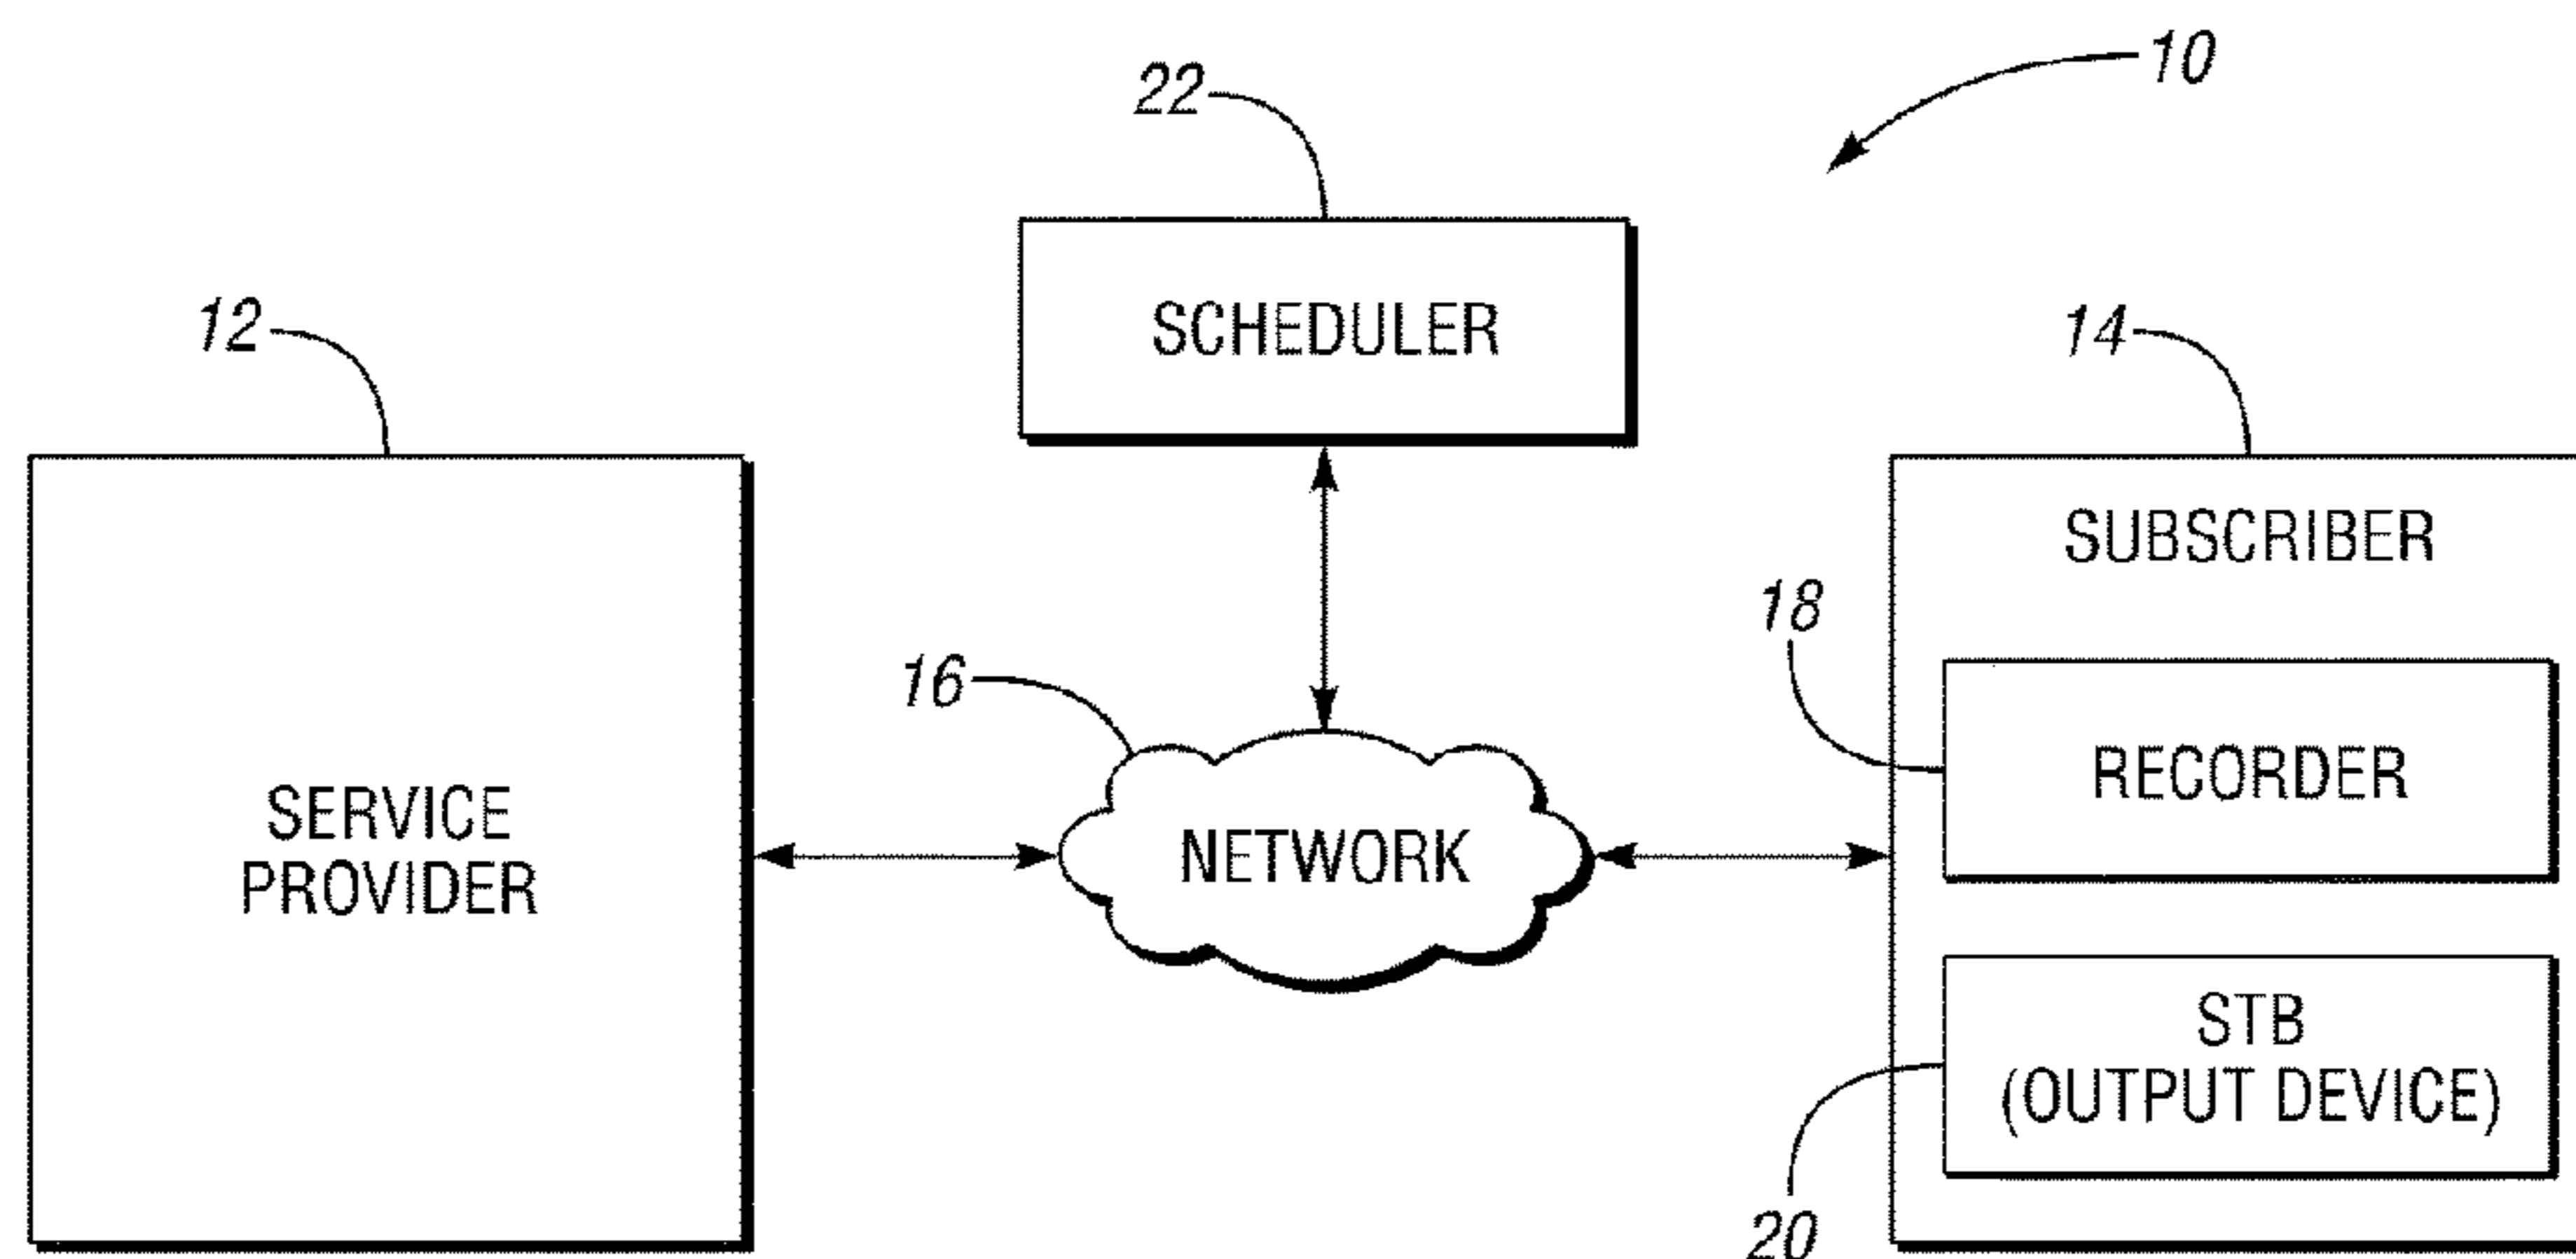 10
22
SCHEDULER
12
14
SUBSCRIBER
18
RECORDER
16
SERVICE
PROVIDER
NETWORK
STB
(OUTPUT DEVICE)
20